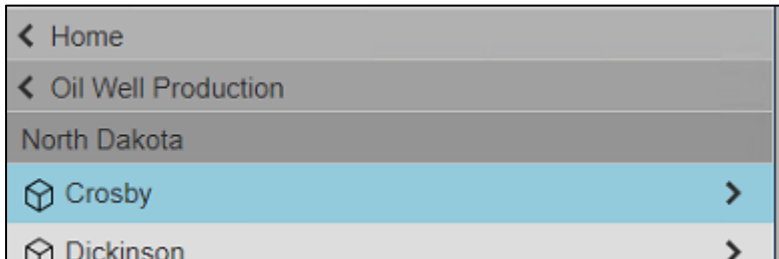 Home
Oil Well Production
North Dakota
Crosby
Dickinson